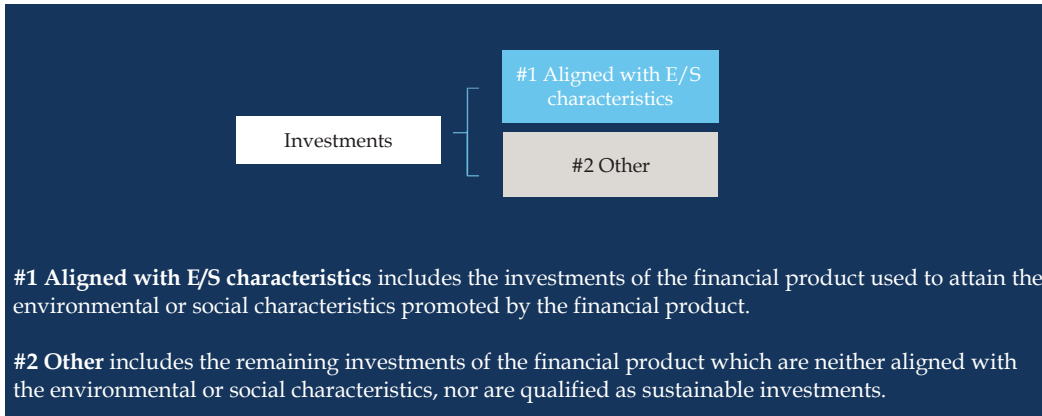 #1 Aligned with E/S
characteristics
Investments
#2 Other
#1 Aligned with E/S characteristics includes the investments of the financial product used to attain the
environmental or social characteristics promoted by the financial product.
#2 Other includes the remaining investments of the financial product which are neither aligned with
the environmental or social characteristics, nor are qualified as sustainable investments.